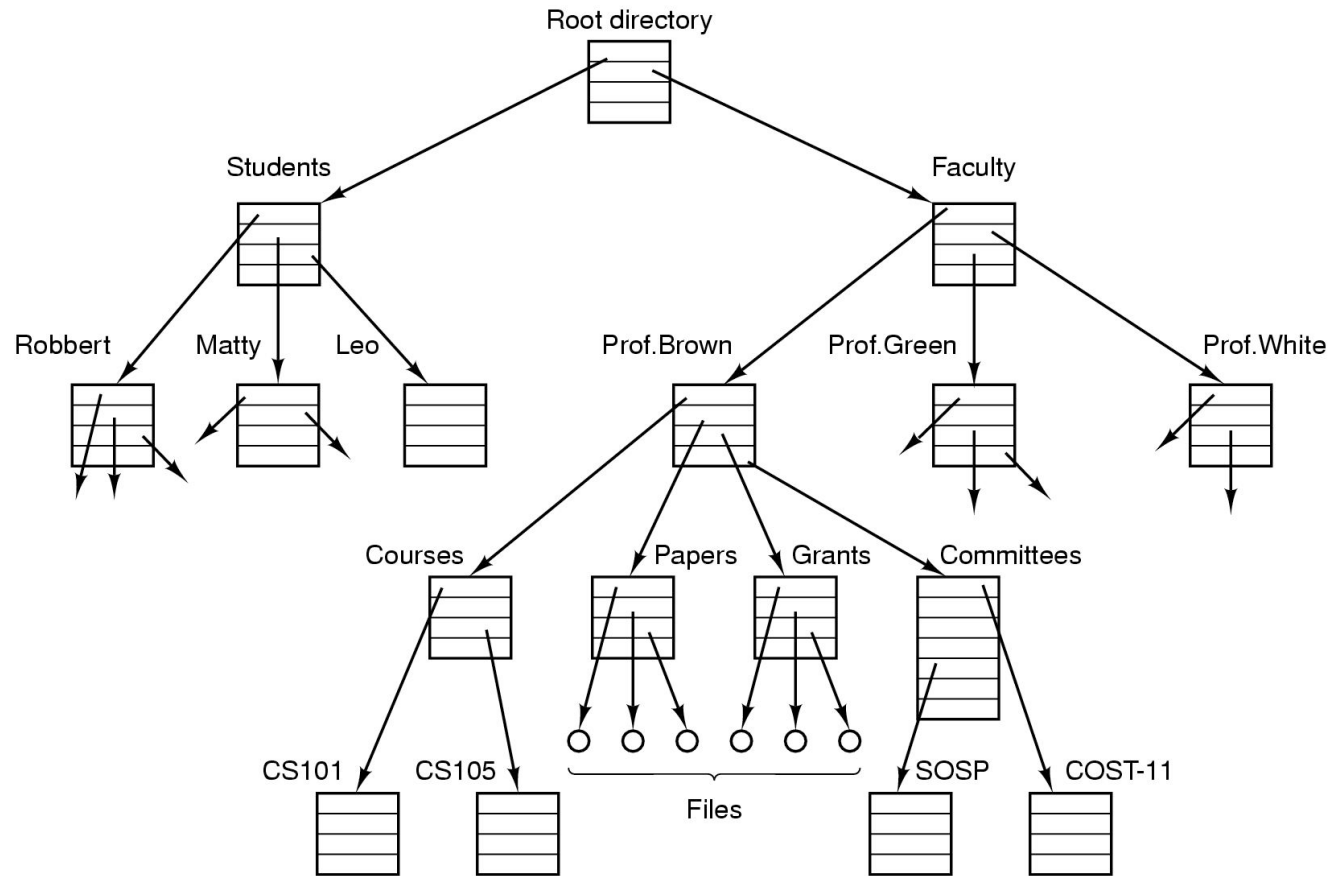 Root directory
Students
Faculty
Robbert
Matty
Leo
Prof.Brown
Prof.Green
Prof.White
Courses
Papers
Grants
Committees
CS101
CS105
SOSP
COST-11
Files